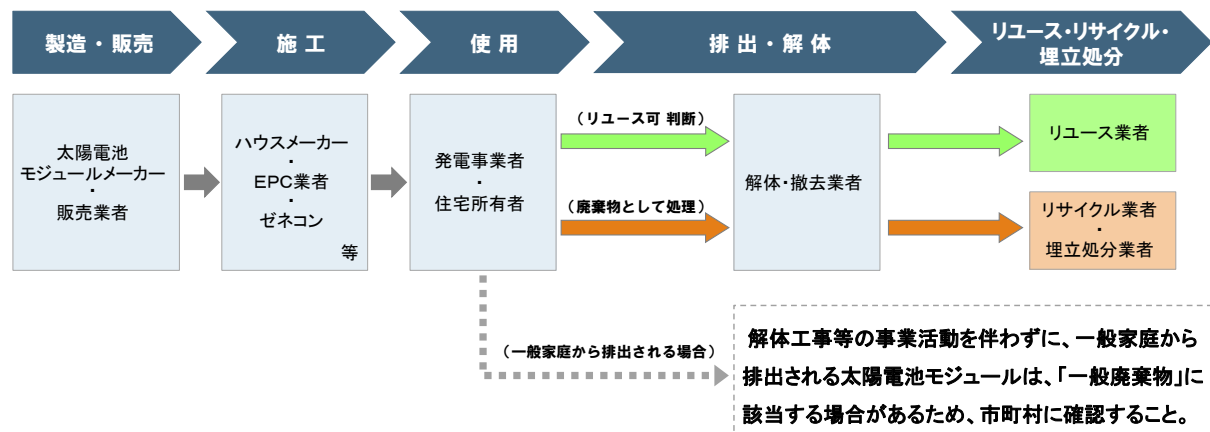 製造・販売
施工
使用
排出・解体
リユース・リサイクル・
埋立処分
太陽電池
モジュールメーカー
・
販売業者
ハウスメーカー
・
EPC業者
・
ゼネコン
等
発電事業者
・
住宅所有者
（リユース可 判断）
（廃棄物として処理）
解体・撤去業者
リユース業者
リサイクル業者
・
埋立処分業者
（一般家庭から排出される場合）
解体工事等の事業活動を伴わずに、一般家庭から
排出される太陽電池モジュールは、「一般廃棄物」に
該当する場合があるため、市町村に確認すること。